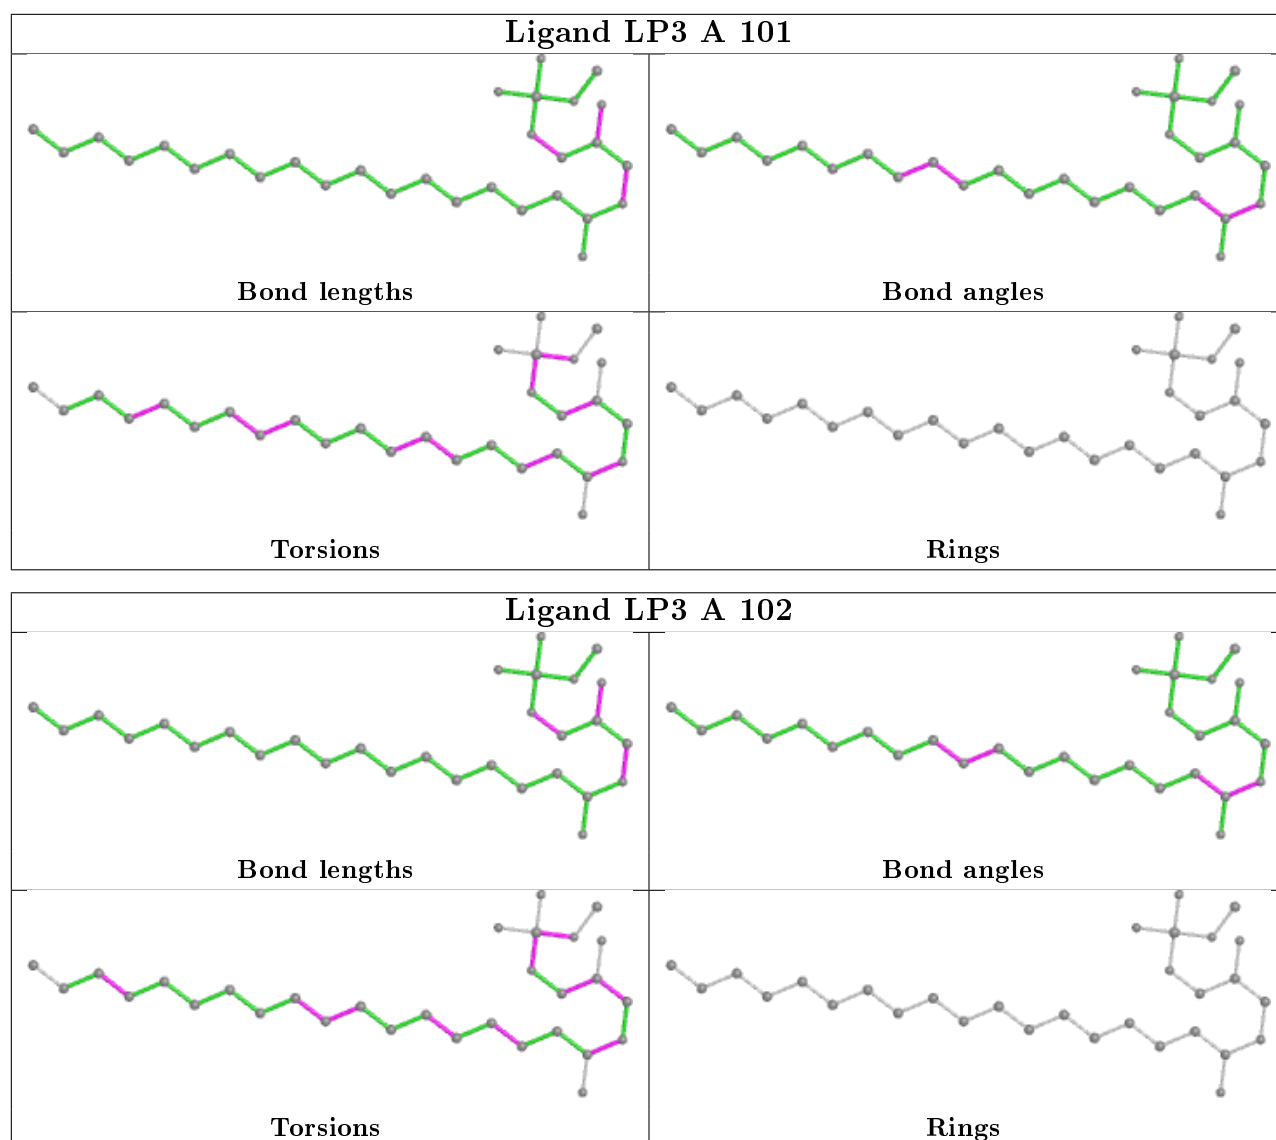 Ligand LP3 A 101
Bond lengths
Bond angles
Torsions
Rings
Ligand LP3 A 102
Bond lengths
Bond angles
Torsions
Rings